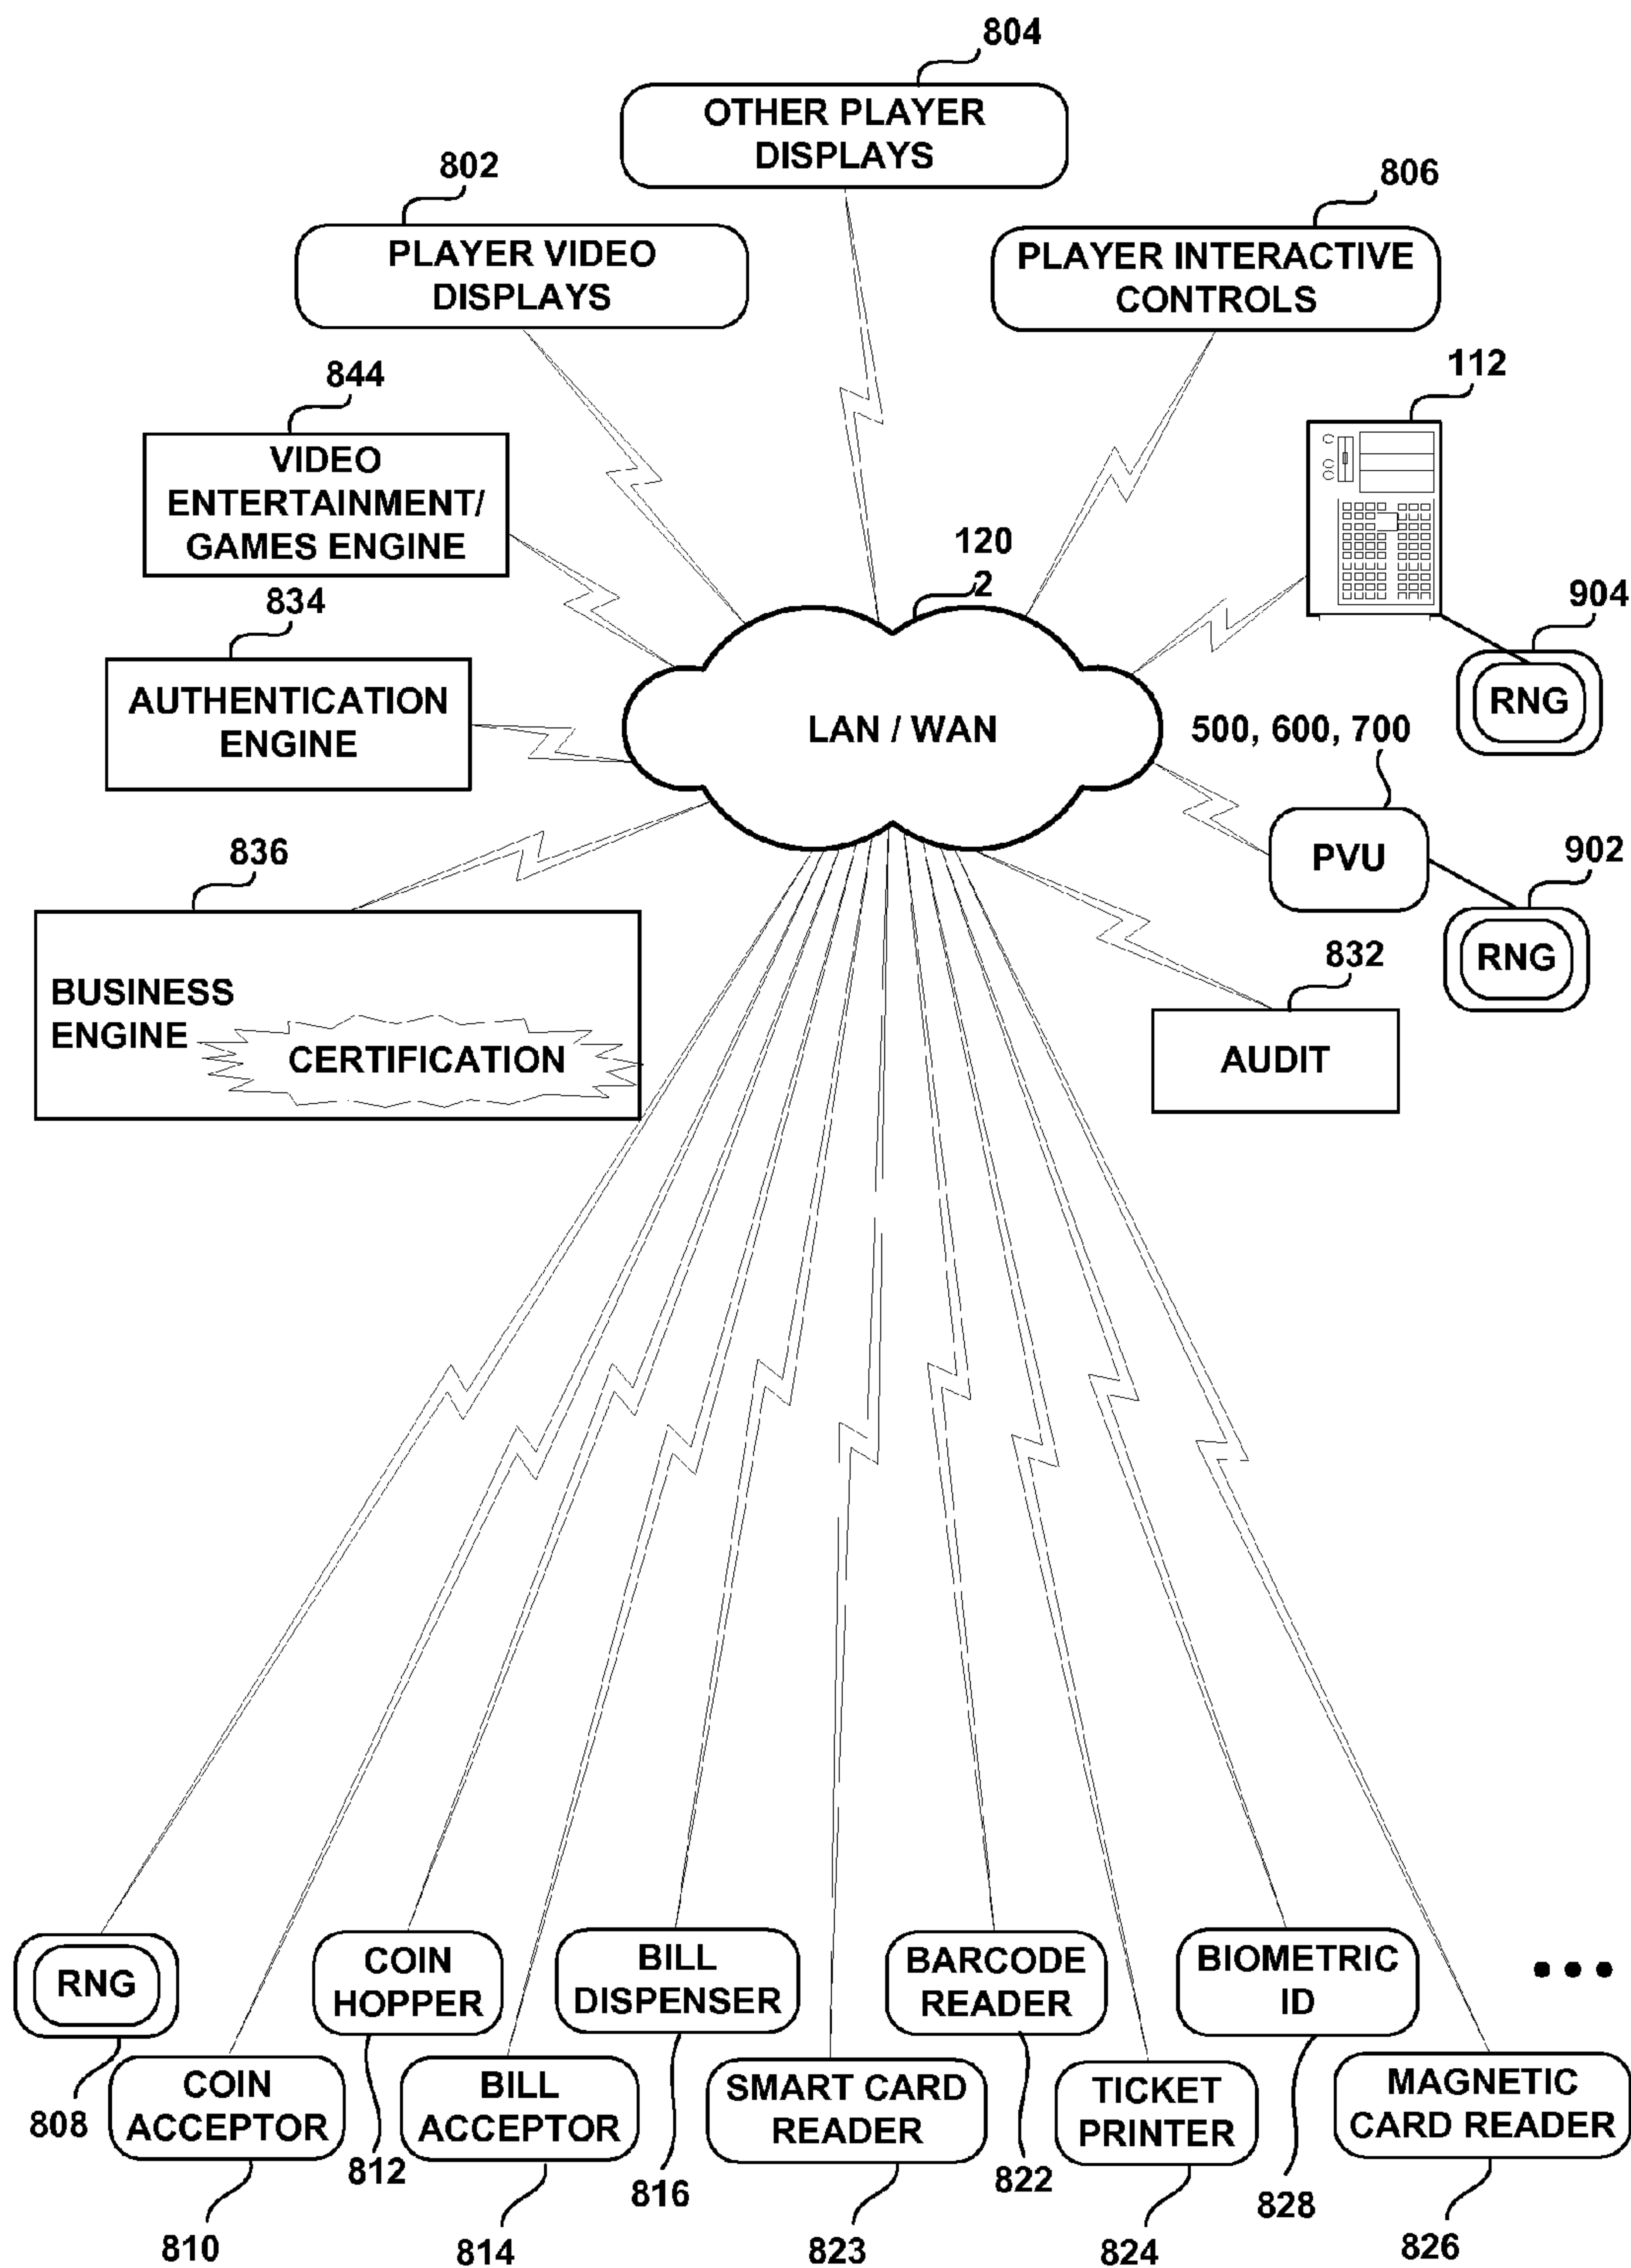 804
OTHER PLAYER
DISPLAYS
802
PLAYER VIDEO
DISPLAYS
806
PLAYER INTERACTIVE
CONTROLS
844
VIDEO
ENTERTAINMENT/
GAMES ENGINE
112
120
2
LAN / WAN
904
RNG
834
AUTHENTICATION
ENGINE
500, 600, 700
PVU
902
RNG
836
BUSINESS
ENGINE
CERTIFICATION
832
AUDIT
RNG
808
COIN
ACCEPTOR
810
COIN
HOPPER
812
BILL
ACCEPTOR
814
BILL
DISPENSER
816
SMART CARD
READER
823
BARCODE
READER
822
TICKET
PRINTER
824
BIOMETRIC
ID
828
MAGNETIC
CARD READER
826
•••